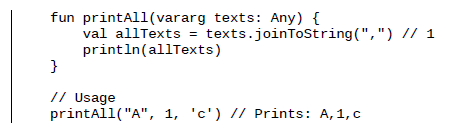 fun printAll(vararg texts: Any) {
    val allTexts = texts.joinToString(",") // 1
    println(allTexts)
}

// Usage
printAll("A", 1, 'c') // Prints: A,1,c